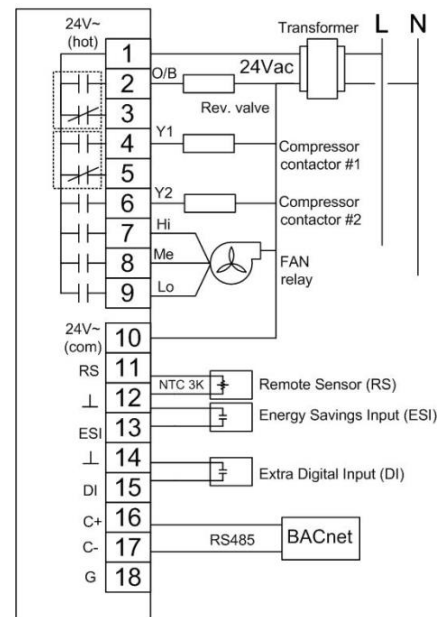 Transformer L N
24V~
(hot)
1
24Vac
2 O/B
Rev. valve
3
4 Y1
Compressor
contactor #1
5
6 Y2
Compressor
contactor #2
7 Hi
8 Me
FAN
relay
9 Lo
24V~
(com)
10
RS 11
NTC 3K Remote Sensor (RS)
⊥ 12
Energy Savings Input (ESI)
ESI 13
⊥ 14
Extra Digital Input (DI)
DI 15
C+ 16
RS485 BACnet
C- 17
G 18